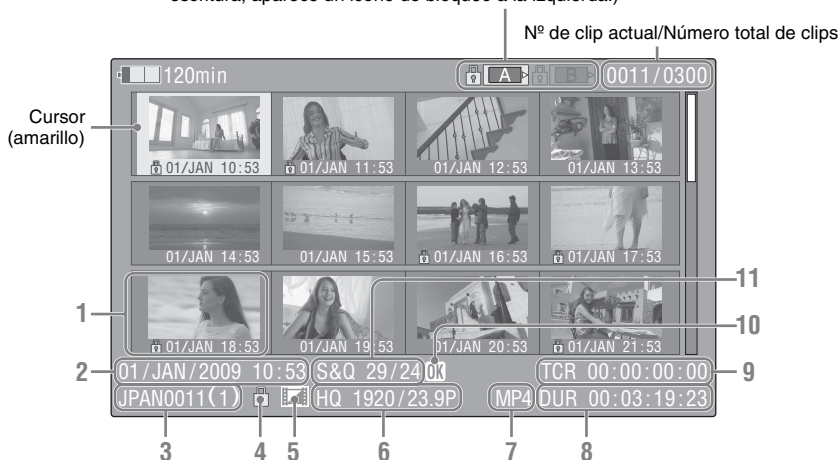 escritura, aparece un icono de bloqueo a la izquierda.)
Nº de clip actual/Número total de clips
120min
A
B
0011/0300
Cursor
(amarillo)
01/JAN 10:53
01/JAN 11:53
01/JAN 12:53
01/JAN 13:53
01/JAN 14:53
01/JAN 15:53
01/JAN 16:53
01/JAN 17:53
01/JAN 18:53
01/JAN 19:53
01/JAN 20:53
01/JAN 21:53
1
11
10
2
01/JAN/2009 10:53
S&Q 29/24
OK
TCR 00:00:00:00
9
JPAN0011(1)
HQ 1920/23.9P
MP4
DUR 00:03:19:23
3
4
5
6
7
8